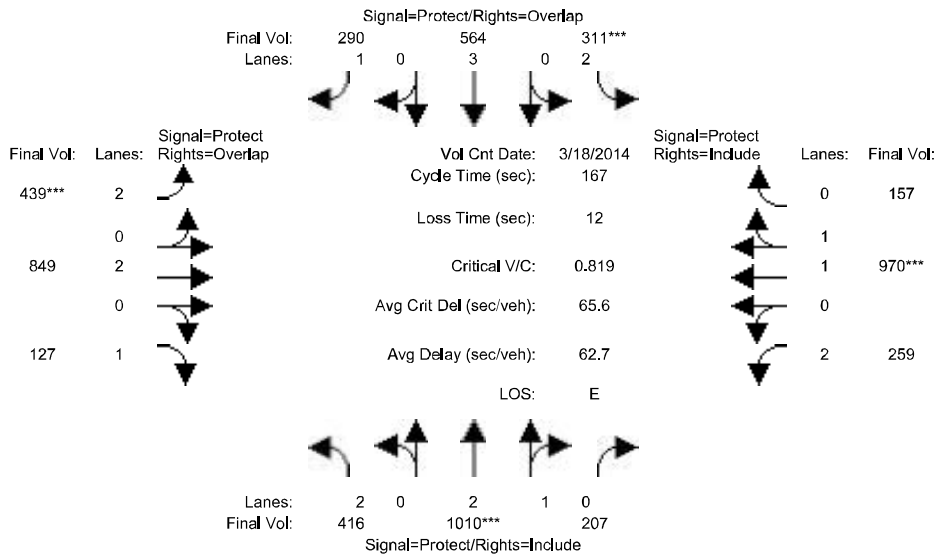 Signal=Protect/Rights=Overlap
Final Vol: 290 564 311***
Lanes: 1 0 3 0 2
Signal=Protect Signal=Protect
Final Vol: Lanes: Rights=Overlap Vol Cnt Date: 3/18/2014 Rights=Include Lanes: Final Vol:
Cycle Time (sec): 167
439*** 2 0 157
Loss Time (sec): 12
0 1
849 2 Critical V/C: 0.819 1 970***
0 Avg Crit Del (sec/veh): 65.6 0
127 1 Avg Delay (sec/veh): 62.7 2 259
LOS: E
Lanes: 2 0 2 1 0
Final Vol: 416 1010*** 207
Signal=Protect/Rights=Include